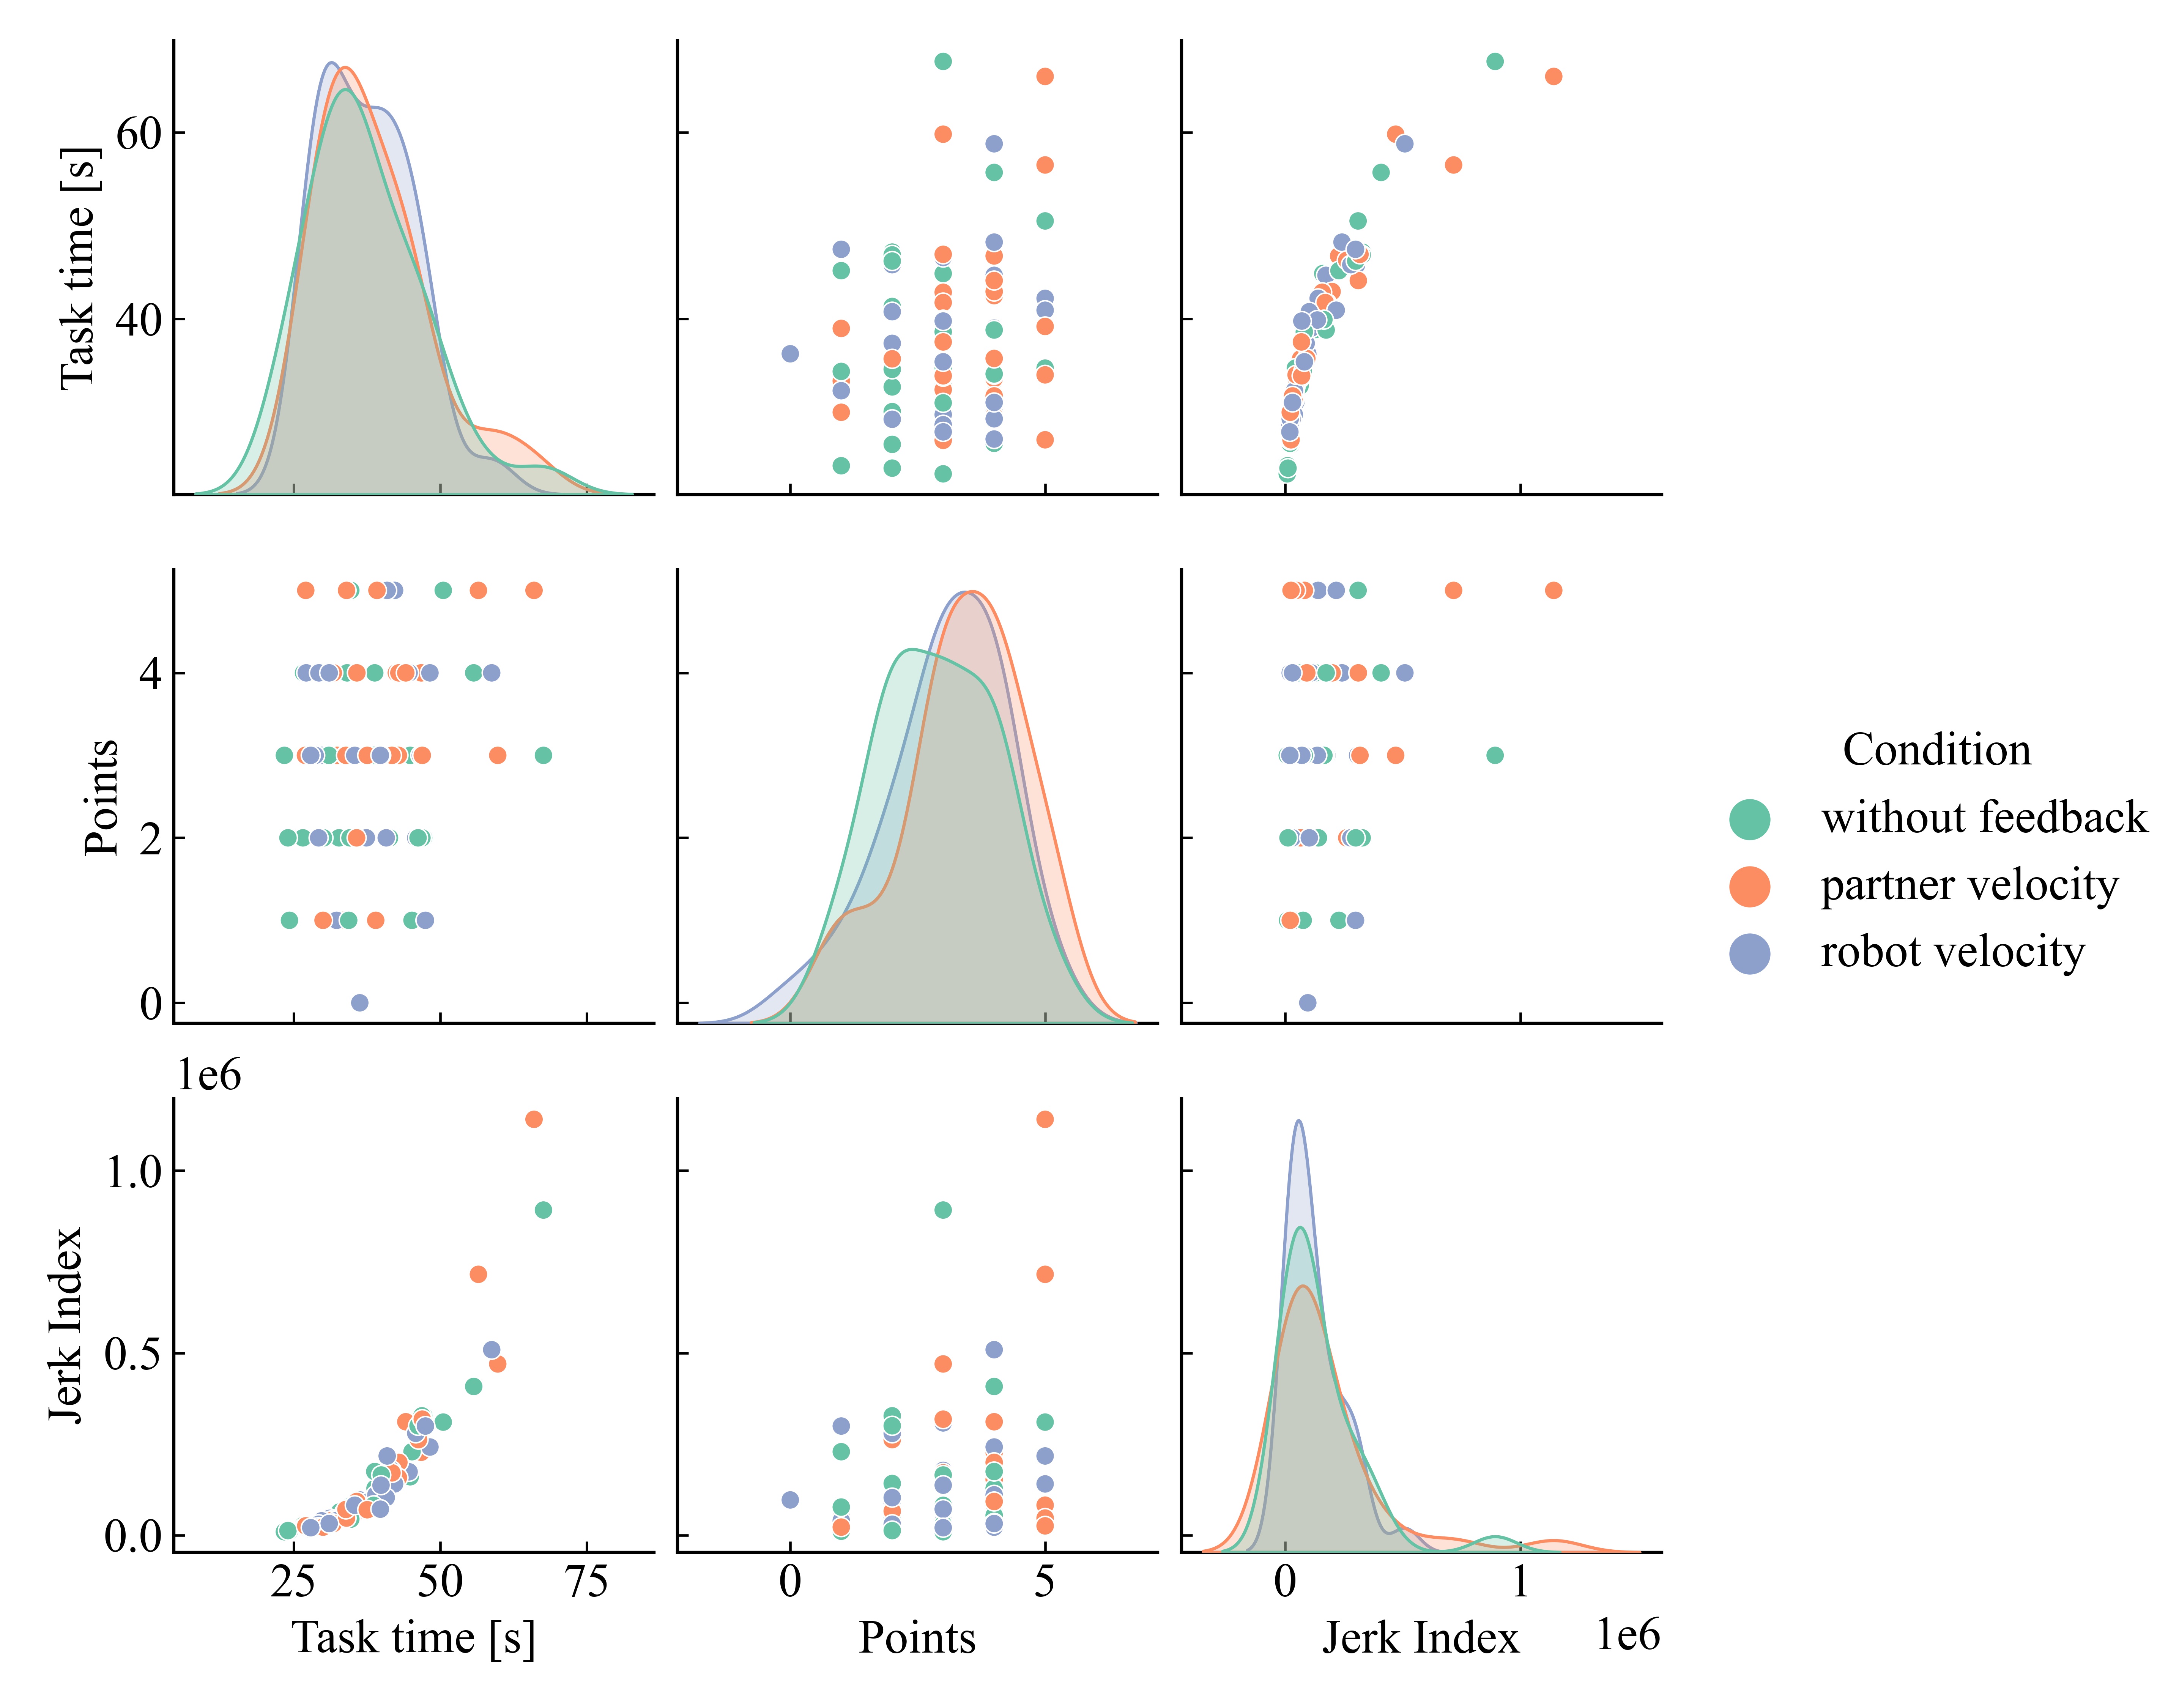 Task time [s]
60
40
Points
4
2
0
Condition
without feedback
partner velocity
robot velocity
1e6
Jerk Index
1.0
0.5
0.0
25
50
75
0
5
0
1
Task time [s]
Points
Jerk Index
1e6